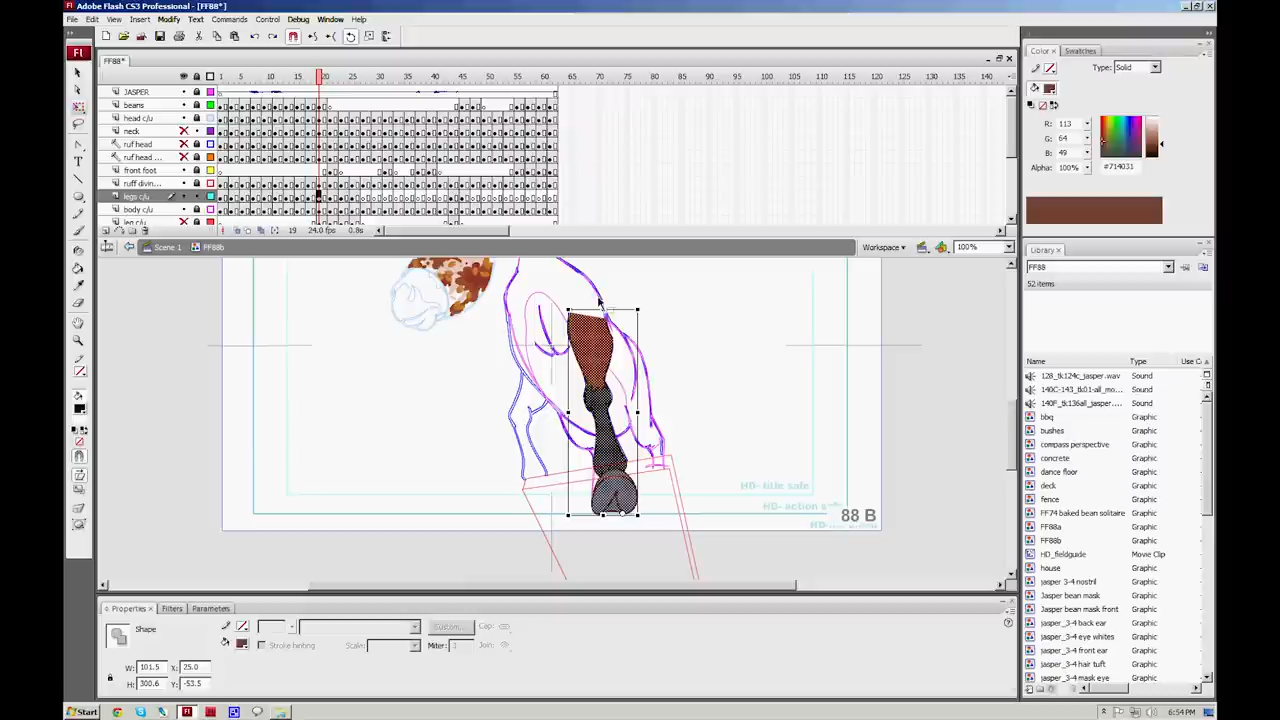 Adobe Flash CS3 Professional - [FF88*]
File Edit View Insert Modify Text Commands Control Debug Window Help
FF88*
1 5 10 15 20 25 30 35 40 45 50 55 60 65 70 75 80 85 90 95 100 105 110 115 120 125 130 135 140
JASPER
beans
head c/u
neck
ruf head
ruf head ...
front foot
ruff divin...
legs c/u
body c/u
leg c/u
19 24.0 fps 0.8s
Scene 1 FF88b Workspace 100%
HD- title safe
HD- action s
88 B
Properties Filters Parameters
Shape
Custom... Cap:
Stroke hinting Scale: Miter: 1 Join:
W: 101.5 X: 25.0
H: 300.6 Y: -53.5
Color Swatches
Type: Solid
R: 113
G: 64
B: 49
Alpha: 100% #714031
Library
FF88
52 items
Name Type Use C
128_tk124c_jasper.wav Sound
140C-143_tk01-all_mo... Sound
140F_tk136all_jasper.... Sound
bbq Graphic
bushes Graphic
compass perspective Graphic
concrete Graphic
dance floor Graphic
deck Graphic
fence Graphic
FF74 baked bean solitaire Graphic
FF88a Graphic
FF88b Graphic
HD_fieldguide Movie Clip
house Graphic
jasper 3-4 nostril Graphic
Jasper bean mask Graphic
Jasper bean mask front Graphic
jasper_3-4 back ear Graphic
jasper_3-4 eye whites Graphic
jasper_3-4 front ear Graphic
jasper_3-4 hair tuft Graphic
jasper_3-4 mask eye Graphic
Start 6:54 PM